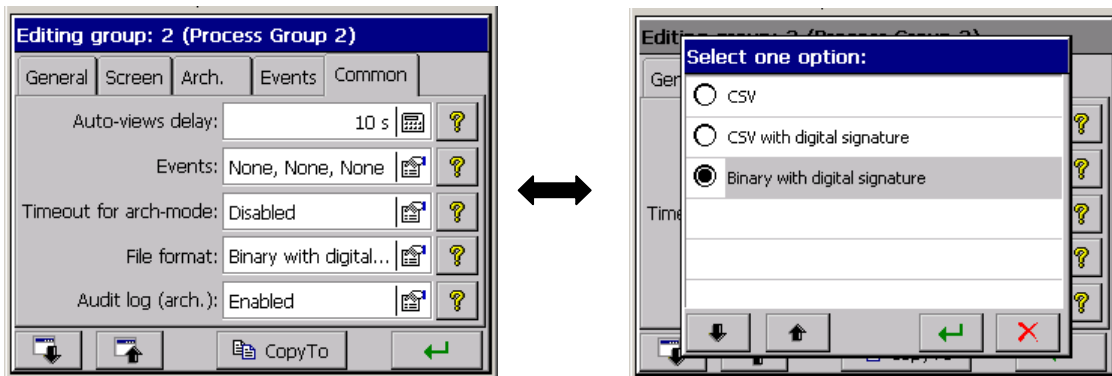 Editing group: 2 (Process Group 2)
General Screen Arch. Events Common
Auto-views delay: 10 s ?
Events: None, None, None ?
Timeout for arch-mode: Disabled ?
File format: Binary with digital... ?
Audit log (arch.): Enabled ?
CopyTo
Select one option:
CSV
CSV with digital signature
Binary with digital signature
Ger
?
?
Time ?
?
?